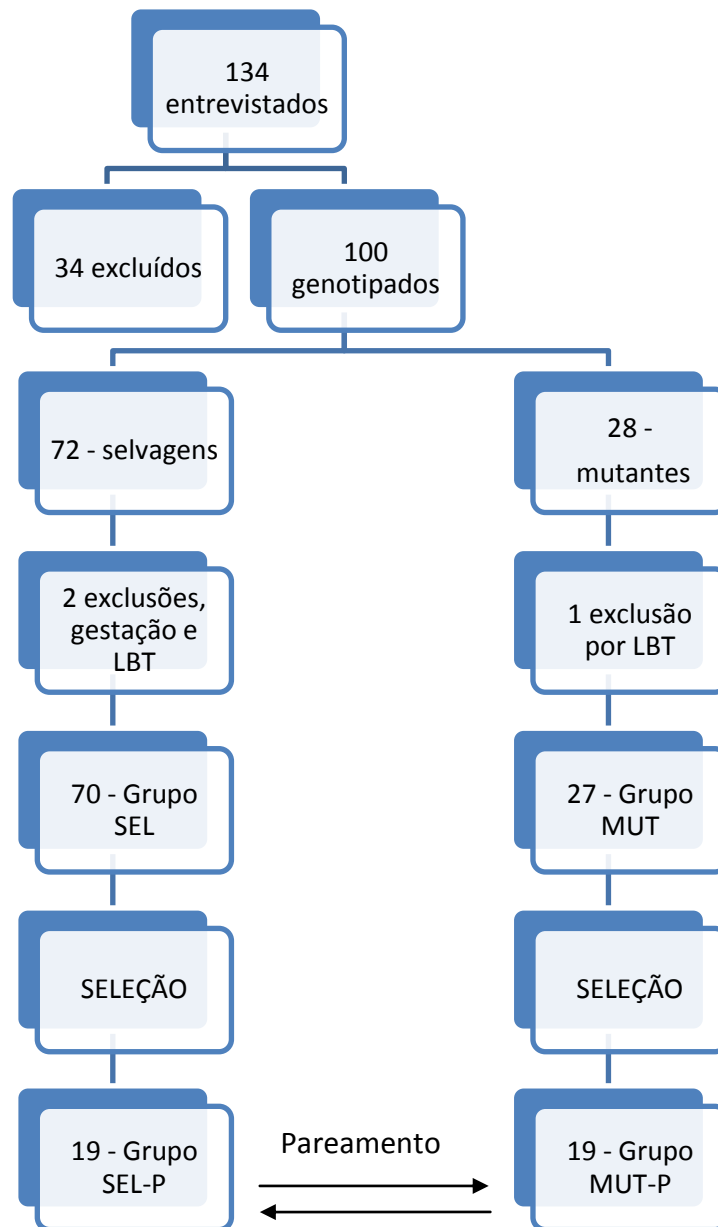 134
entrevistados
34 excluídos
100
genotipados
72 - selvagens
28 -
mutantes
2 exclusões,
gestação e
LBT
1 exclusão
por LBT
70 - Grupo
SEL
27 - Grupo
MUT
SELEÇÃO
SELEÇÃO
19 - Grupo
SEL-P
Pareamento
19 - Grupo
MUT-P